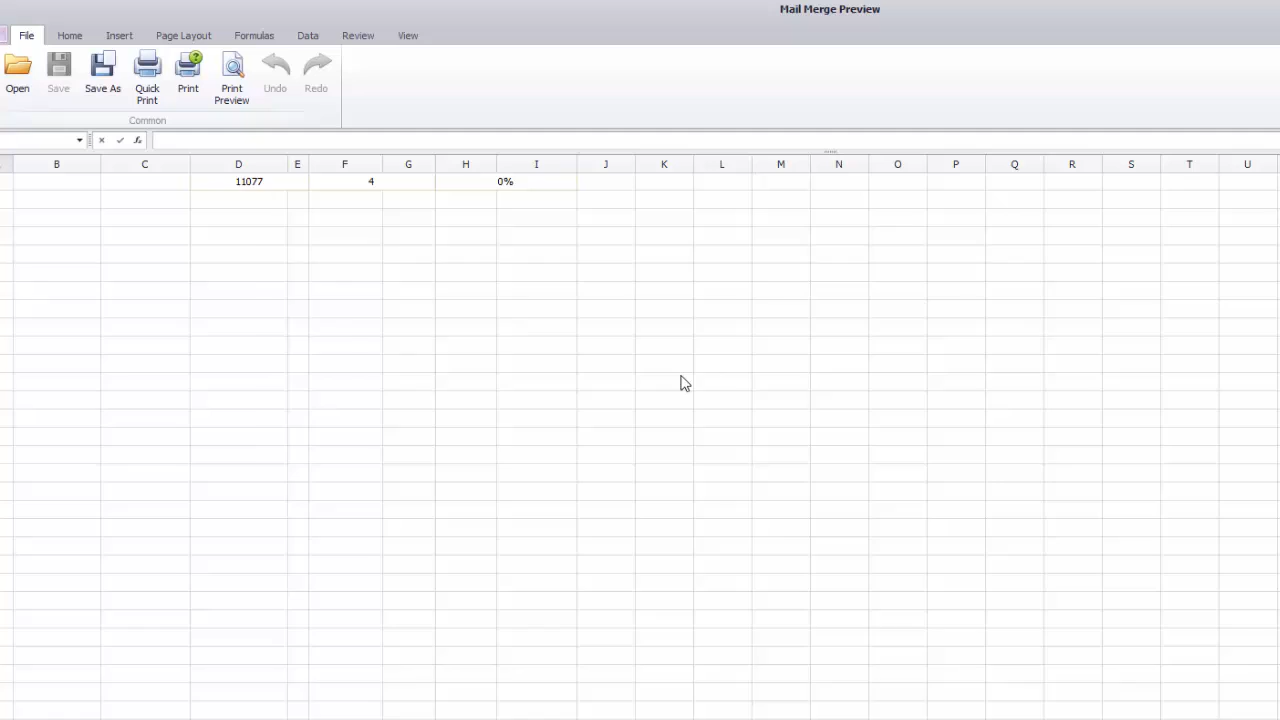 Mail Merge Preview
File Home Insert Page Layout Formulas Data Review View
Open Save Save As Quick Print Print Print Preview Undo Redo
Common
fx
B C D E F G H I J K L M N O P Q R S T U
11077 4 0%